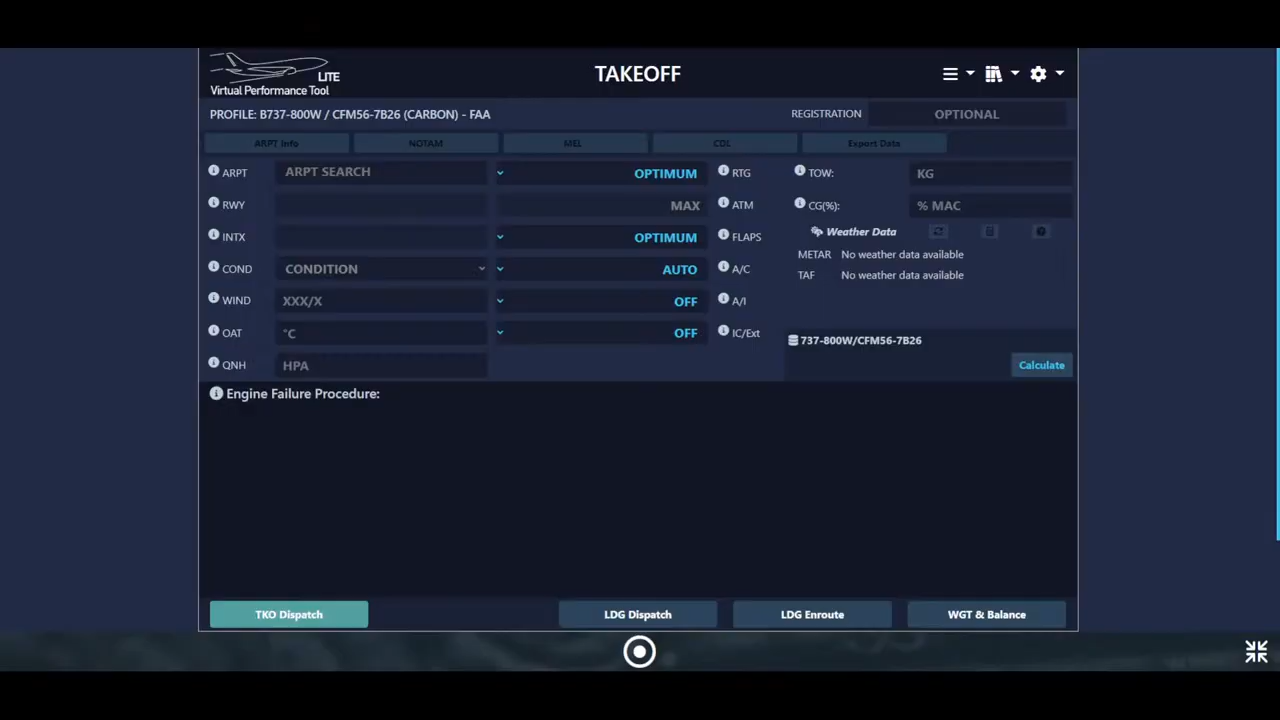 LITE
Virtual Performance Tool
TAKEOFF
PROFILE: B737-800W / CFM56-7B26 (CARBON) - FAA
REGISTRATION OPTIONAL
ARPT Info NOTAM MEL CDL Export Data
ARPT ARPT SEARCH OPTIMUM RTG TOW: KG
RWY MAX ATM CG(%): % MAC
INTX OPTIMUM FLAPS Weather Data
METAR No weather data available
COND CONDITION AUTO A/C
TAF No weather data available
WIND XXX/X OFF A/I
OAT °C OFF IC/Ext
737-800W/CFM56-7B26
QNH HPA Calculate
Engine Failure Procedure:
TKO Dispatch LDG Dispatch LDG Enroute WGT & Balance